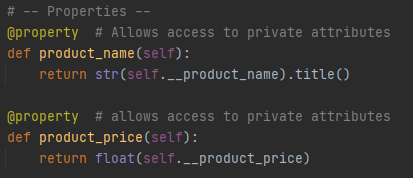 # -- Properties --
@property  # Allows access to private attributes
def product_name(self):
    return str(self.__product_name).title()
@property  # allows access to private attributes
def product_price(self):
    return float(self.__product_price)